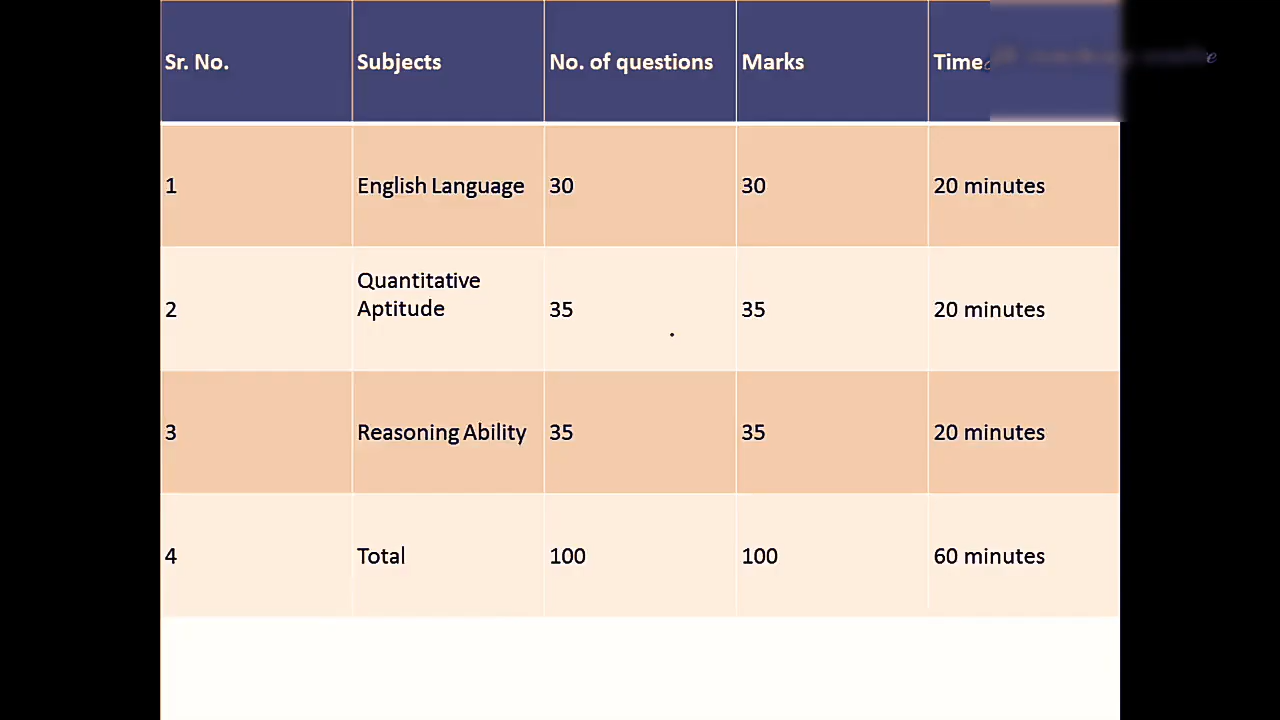 Sr. No. Subjects No. of questions Marks Time
1 English Language 30 30 20 minutes
Quantitative
2 Aptitude 35 35 20 minutes
3 Reasoning Ability 35 35 20 minutes
4 Total 100 100 60 minutes